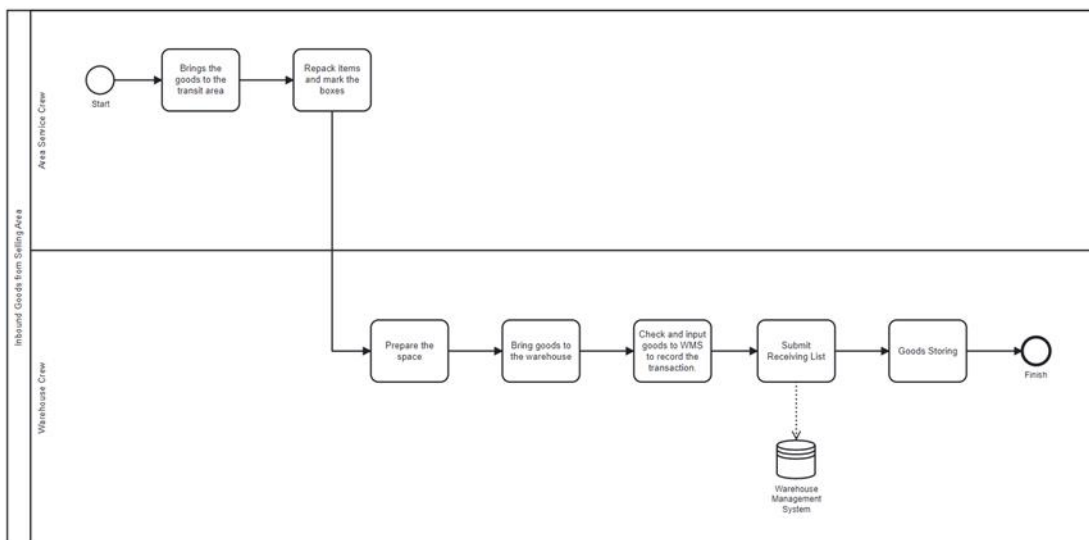 Inbound Goods from Selling Area
Area Service Crew
Start
Brings the
goods to the
transit area
Repack items
and mark the
boxes
Warehouse Crew
Prepare the
space
Bring goods to
the warehouse
Check and input
goods to WMS
to record the
transaction.
Submit
Receiving List
Goods Storing
Finish
Warehouse
Management
System